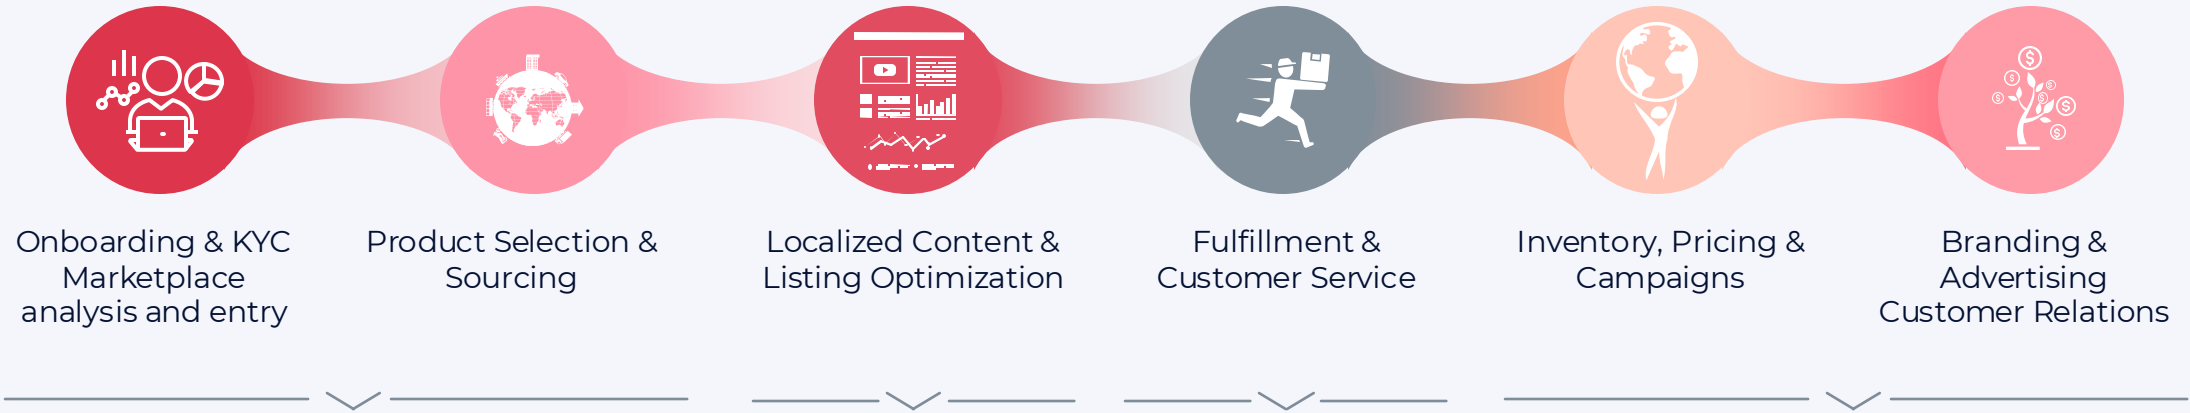 Onboarding & KYC
Marketplace
analysis and entry
Product Selection &
Sourcing
Localized Content &
Listing Optimization
Fulfillment &
Customer Service
Inventory, Pricing &
Campaigns
Branding &
Advertising
Customer Relations